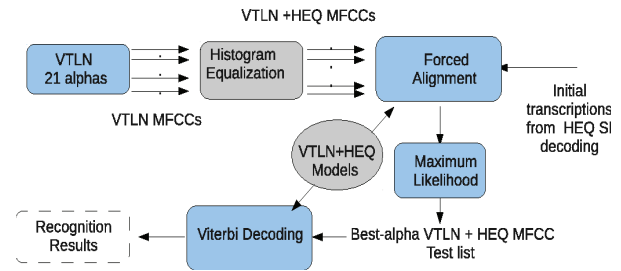 VTLN +HEQ MFCCs
VTLN
21 alphas
Histogram
Equalization
Forced
Alignment
VTLN MFCCs
Initial
transcriptions
from HEQ SI
decoding
VTLN+HEQ
Models
Maximum
Likelihood
Recognition
Results
Viterbi Decoding
Best-alpha VTLN + HEQ MFCC
Test list